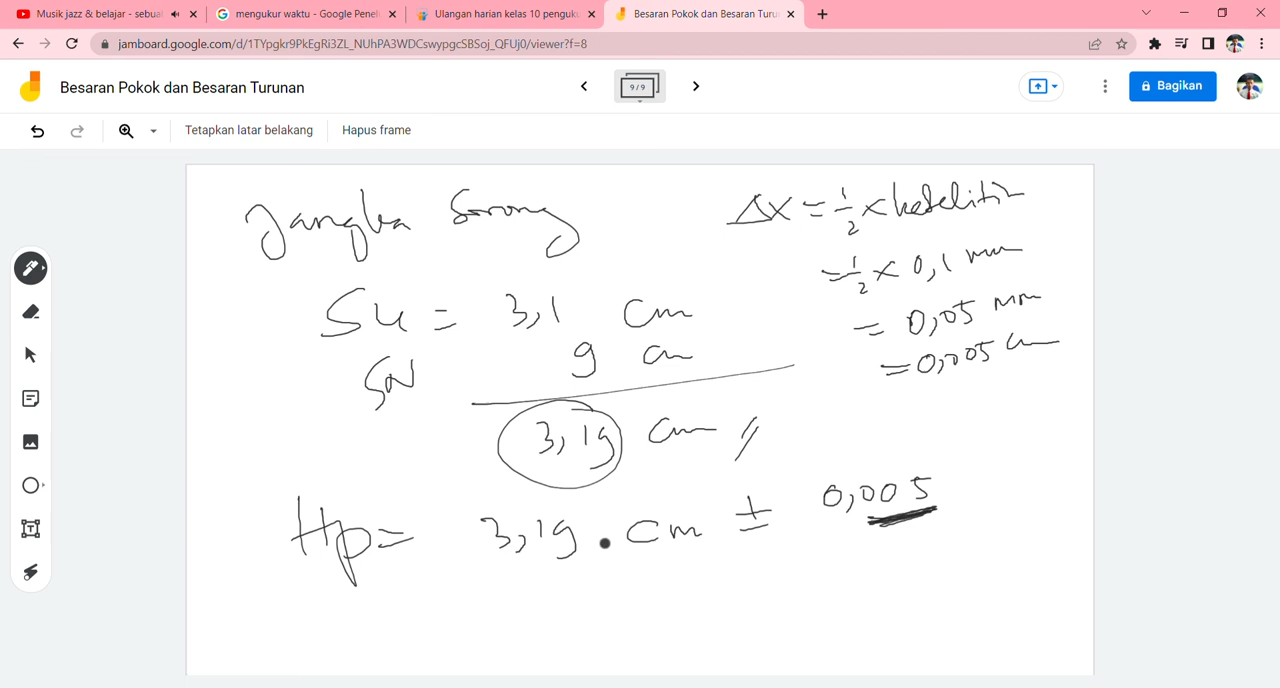 Musik jazz & belajar - sebua
mengukur waktu - Google Penel
Ulangan harian kelas 10 penguku
Besaran Pokok dan Besaran Turun
jamboard.google.com/d/1TYpgkr9PkEgRi3ZL_NUhPA3WDCswypgcSBSoj_QFUj0/viewer?f=8
Besaran Pokok dan Besaran Turunan
9/9
Bagikan
Tetapkan latar belakang
Hapus frame
Jangka Sorong
SU = 3,1 cm
SN 9 cm
3,19 cm //
Hp = 3,19 . cm ± 0,005
Δx = 1/2 x ketelitian
= 1/2 x 0,1 mm
= 0,05 mm
= 0,005 cm